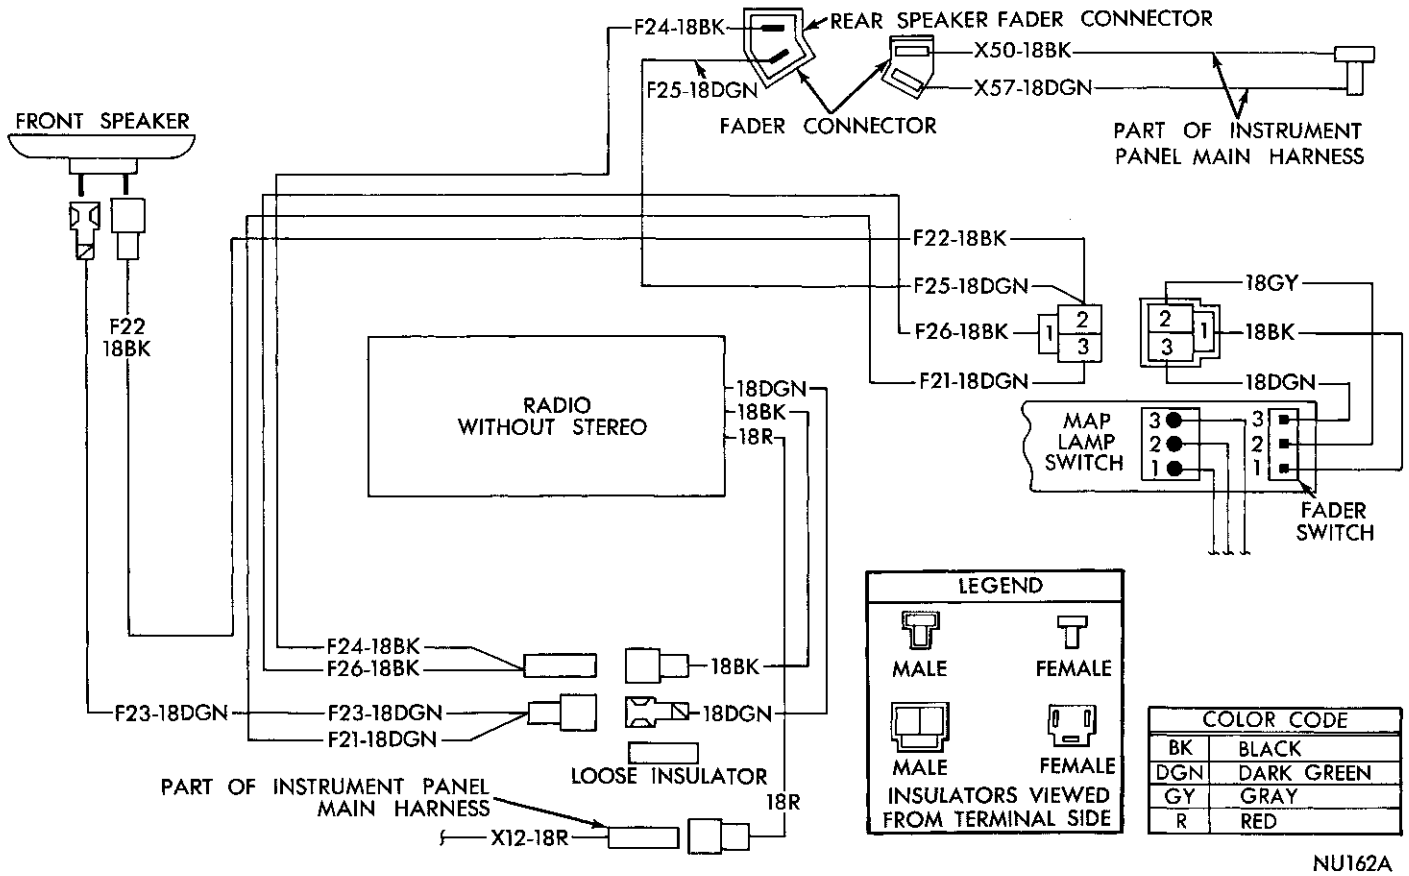 F24-18BK
REAR SPEAKER FADER CONNECTOR
X50-18BK
F25-18DGN
X57-18DGN
FADER CONNECTOR
PART OF INSTRUMENT
PANEL MAIN HARNESS
FRONT SPEAKER
F22-18BK
F25-18DGN
18GY
F22
18BK
F26-18BK
1
2
3
2
3
1
18BK
F21-18DGN
18DGN
RADIO
WITHOUT STEREO
18DGN
18BK
18R
MAP
LAMP
SWITCH
3
2
1
3
2
1
FADER
SWITCH
LEGEND
MALE
FEMALE
MALE
FEMALE
INSULATORS VIEWED
FROM TERMINAL SIDE
F24-18BK
F26-18BK
18BK
F23-18DGN
F23-18DGN
F21-18DGN
18DGN
LOOSE INSULATOR
PART OF INSTRUMENT PANEL
MAIN HARNESS
18R
X12-18R
COLOR CODE
BK BLACK
DGN DARK GREEN
GY GRAY
R RED
NU162A